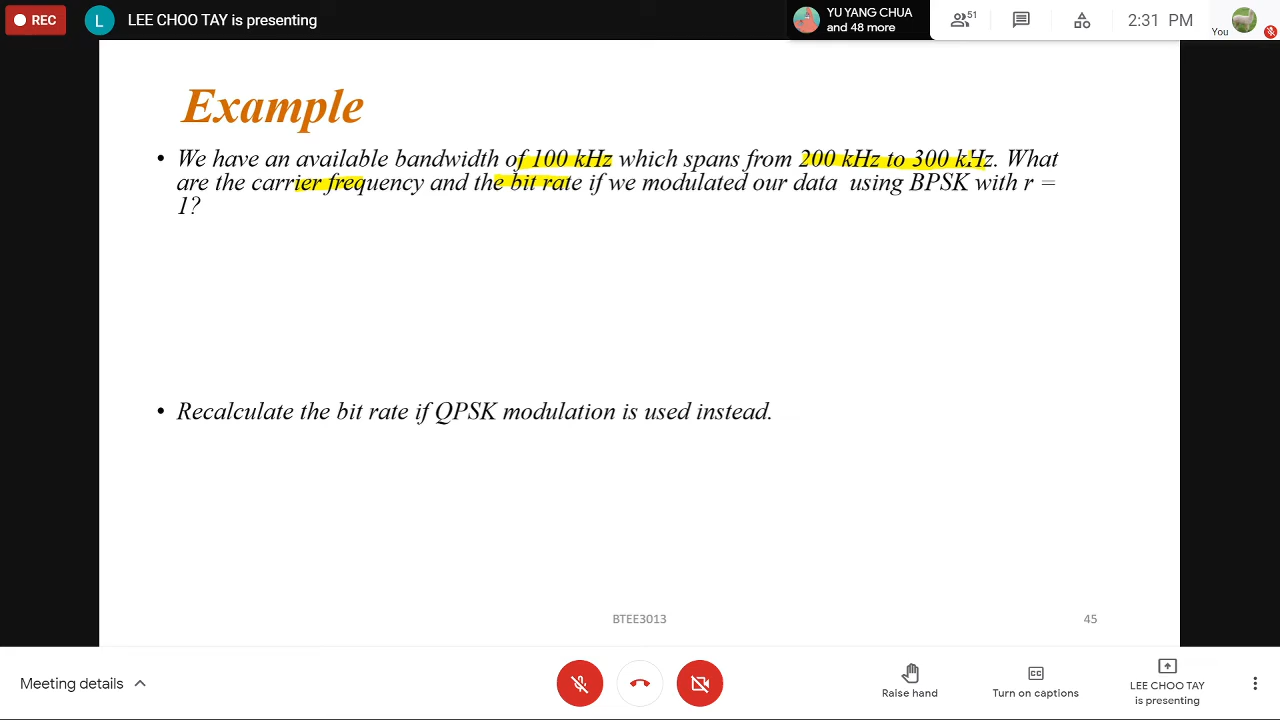 REC
L
LEE CHOO TAY is presenting
YU YANG CHUA
and 48 more
51
2:31 PM
You
Example
• We have an available bandwidth of 100 kHz which spans from 200 kHz to 300 kHz. What
are the carrier frequency and the bit rate if we modulated our data using BPSK with r =
1?
• Recalculate the bit rate if QPSK modulation is used instead.
BTEE3013
45
Meeting details
Raise hand
CC
Turn on captions
LEE CHOO TAY
is presenting